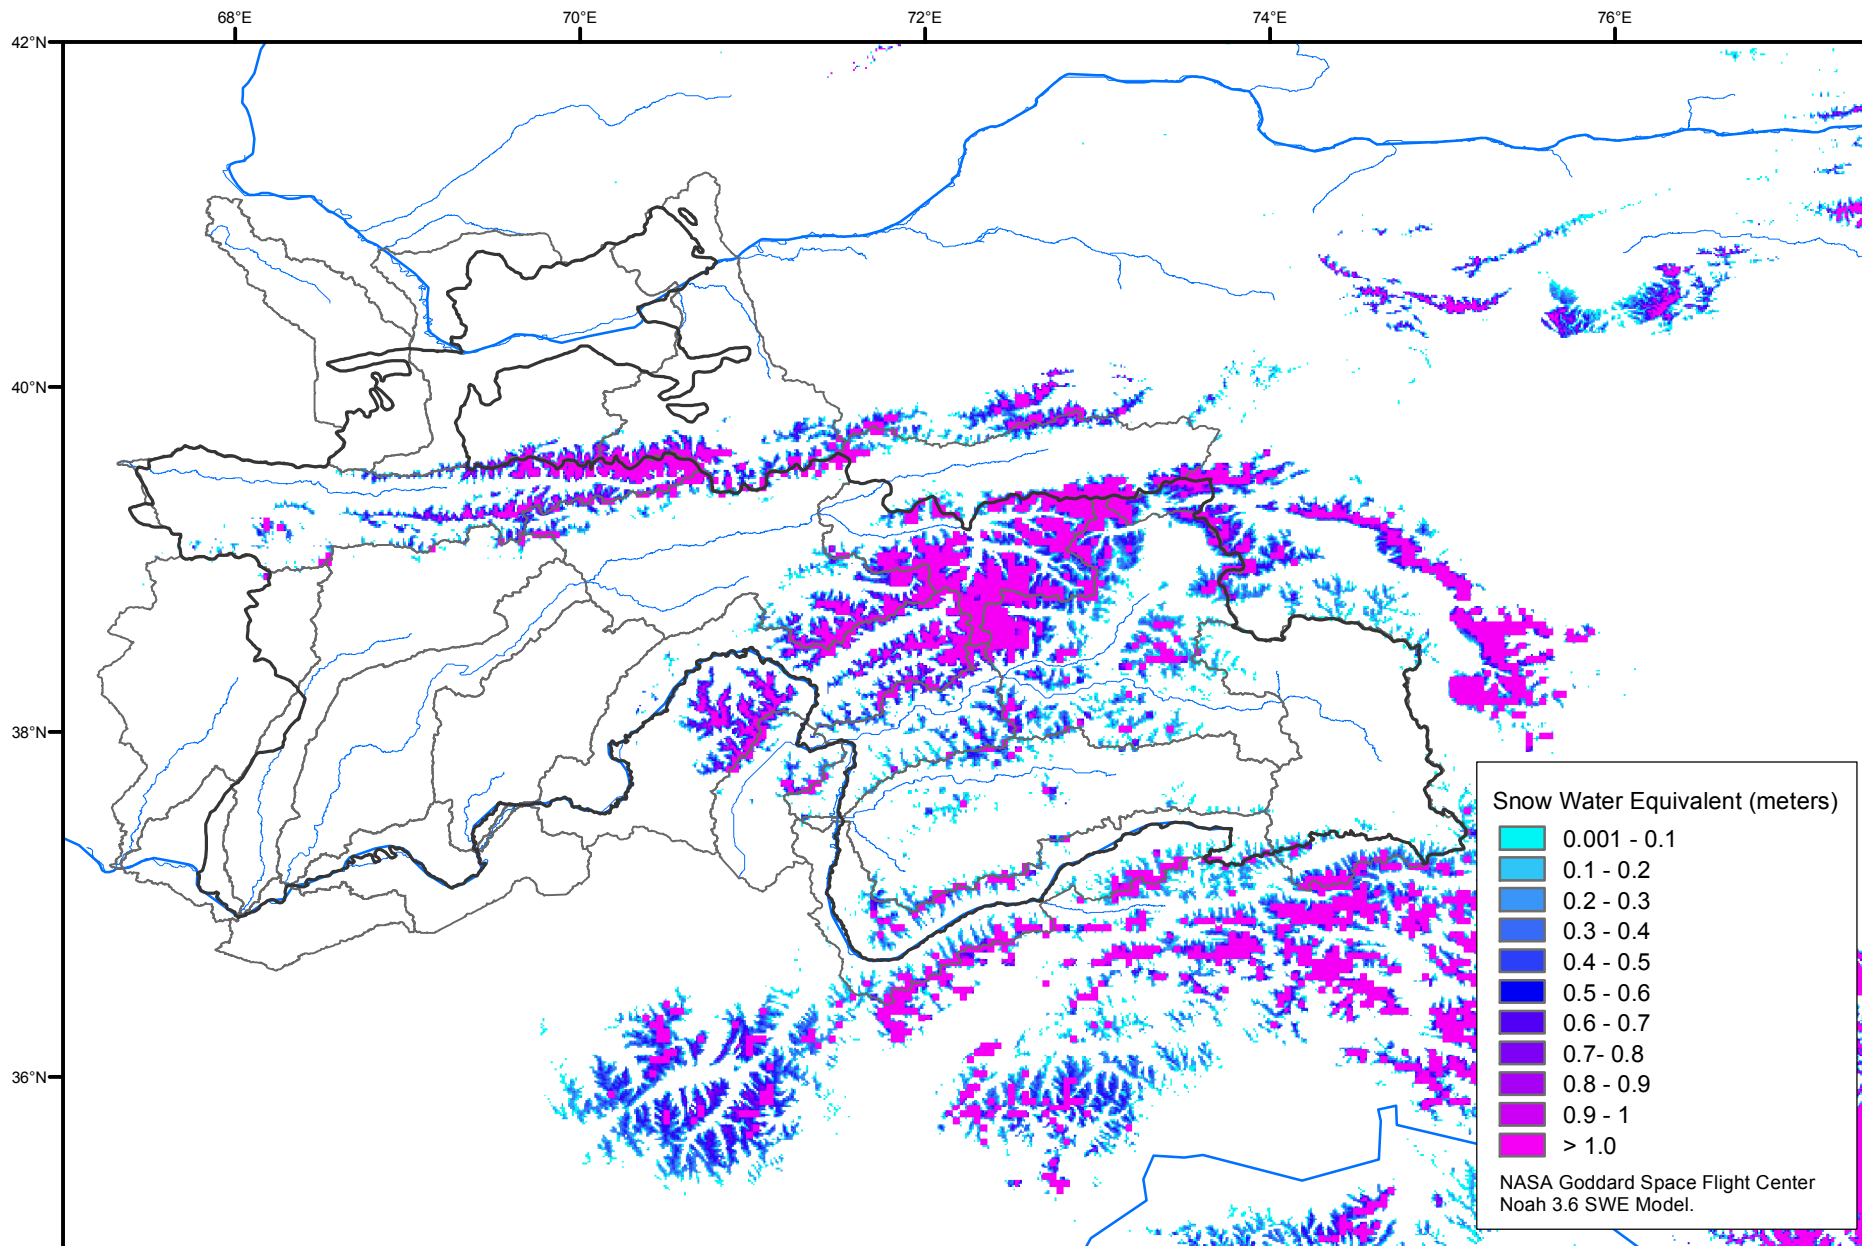 68°E
70°E
72°E
74°E
76°E
42°N
40°N
38°N
36°N
Snow Water Equivalent (meters)
0.001 - 0.1
0.1 - 0.2
0.2 - 0.3
0.3 - 0.4
0.4 - 0.5
0.5 - 0.6
0.6 - 0.7
0.7- 0.8
0.8 - 0.9
0.9 - 1
> 1.0
NASA Goddard Space Flight Center
Noah 3.6 SWE Model.